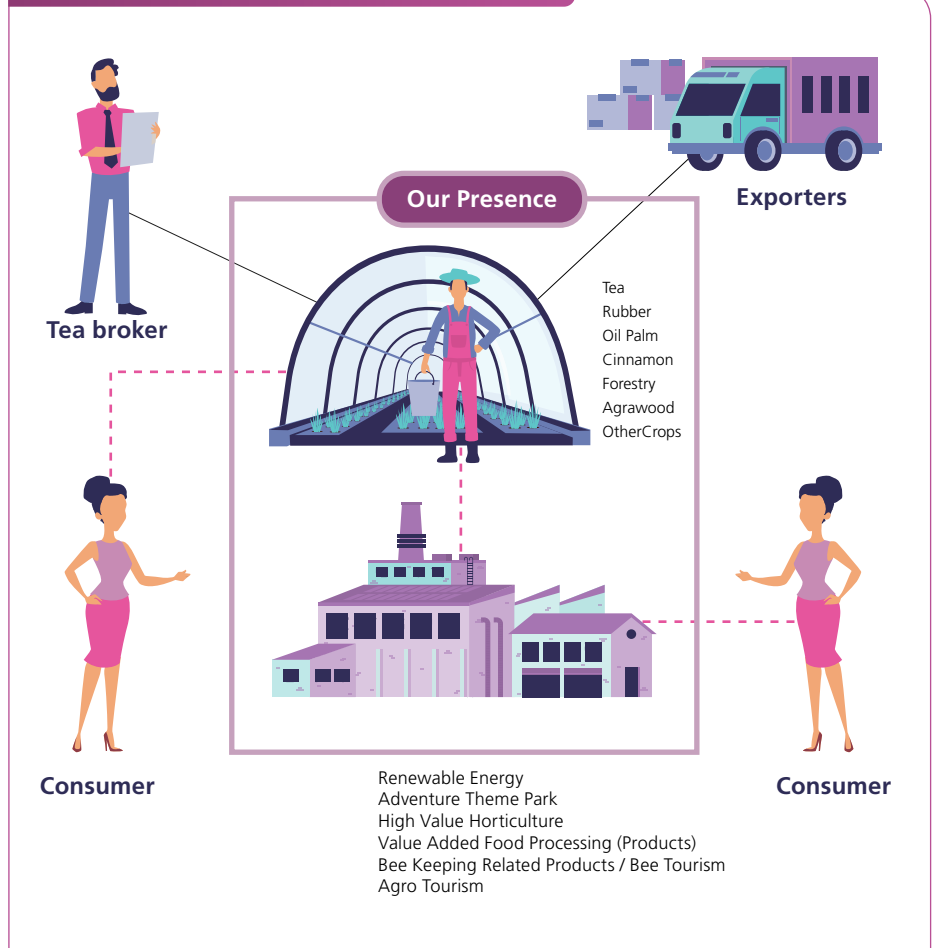 Our Presence
Exporters
Tea broker
Tea
Rubber
Oil Palm
Cinnamon
Forestry
Agrawood
OtherCrops
Consumer
Consumer
Renewable Energy
Adventure Theme Park
High Value Horticulture
Value Added Food Processing (Products)
Bee Keeping Related Products / Bee Tourism
Agro Tourism